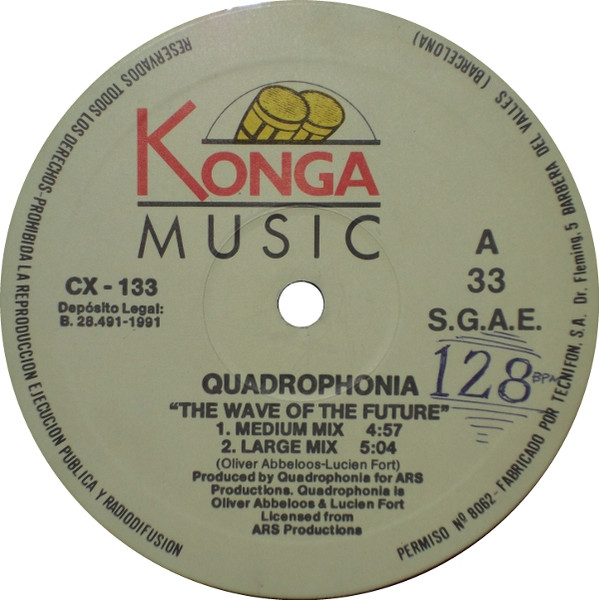 KONGA
MUSIC
CX - 133
Depósito Legal:
B. 28.491-1991
A
33
S.G.A.E.
128 BPM
QUADROPHONIA
“THE WAVE OF THE FUTURE”
1. MEDIUM MIX 4:57
2. LARGE MIX 5:04
(Oliver Abbeloos-Lucien Fort)
Produced by Quadrophonia for ARS
Productions. Quadrophonia is
Oliver Abbeloos & Lucien Fort
Licensed from
ARS Productions
RESERVADOS TODOS LOS DERECHOS-PROHIBIDA LA REPRODUCCION EJECUCION PUBLICA Y RADIODIFUSION
PERMISO Nº 8062-FABRICADO POR TECNIFON, S.A. Dr. Fleming, 5 BARBERA DEL VALLES (BARCELONA)